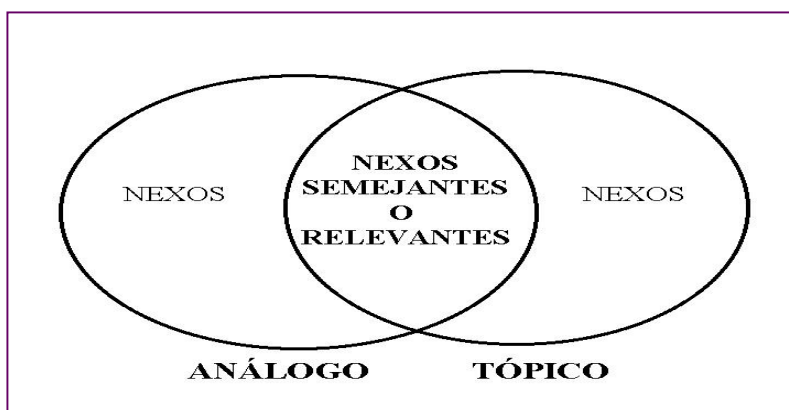 NEXOS
SEMEJANTES
O
RELEVANTES
NEXOS
NEXOS
ANÁLOGO
TÓPICO